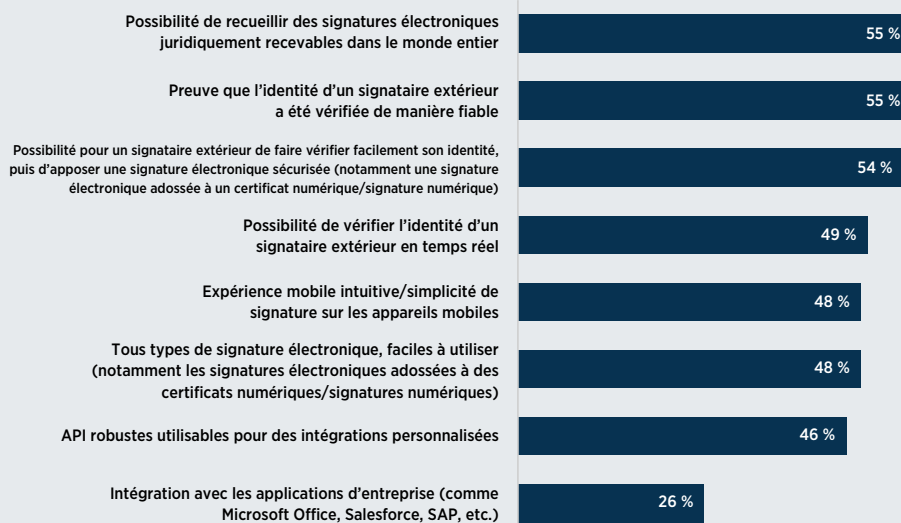 Possibilité de recueillir des signatures électroniques
juridiquement recevables dans le monde entier
55 %
Preuve que l’identité d’un signataire extérieur
a été vérifiée de manière fiable
55 %
Possibilité pour un signataire extérieur de faire vérifier facilement son identité,
puis d’apposer une signature électronique sécurisée (notamment une signature
électronique adossée à un certificat numérique/signature numérique)
54 %
Possibilité de vérifier l’identité d’un
signataire extérieur en temps réel
49 %
Expérience mobile intuitive/simplicité de
signature sur les appareils mobiles
48 %
Tous types de signature électronique, faciles à utiliser
(notamment les signatures électroniques adossées à des
certificats numériques/signatures numériques)
48 %
API robustes utilisables pour des intégrations personnalisées
46 %
Intégration avec les applications d’entreprise (comme
Microsoft Office, Salesforce, SAP, etc.)
26 %